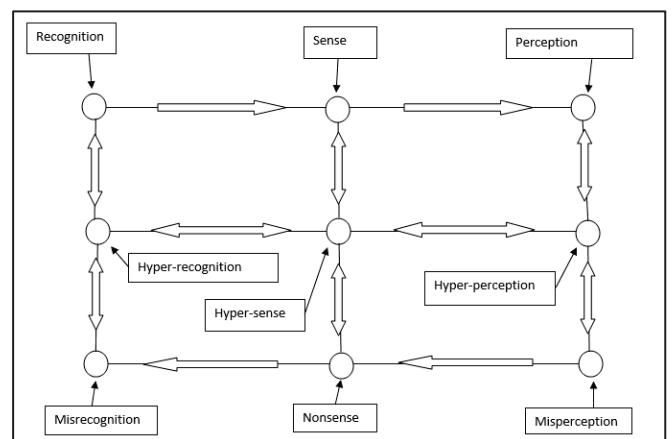 Recognition
Sense
Perception
Hyper-recognition
Hyper-sense
Hyper-perception
Misrecognition
Nonsense
Misperception